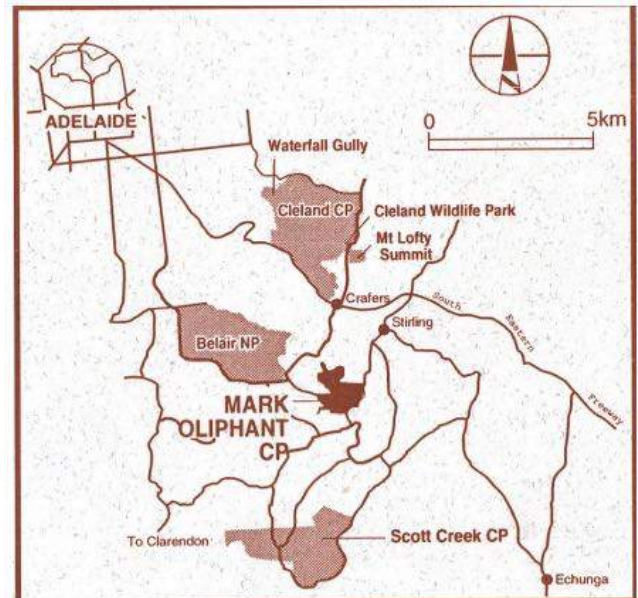 ADELAIDE
0 5km
Waterfall Gully
Cleland CP
Cleland Wildlife Park
Mt Lofty
Summit
Crafers
South
Eastern
Freeway
Stirling
Belair NP
MARK
OLIPHANT
CP
To Clarendon
Scott Creek CP
Echunga